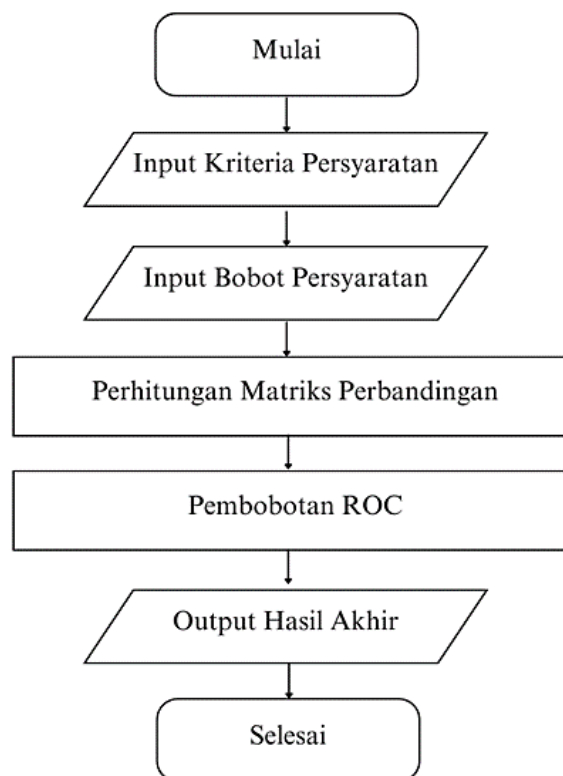 Mulai
Input Kriteria Persyaratan
Input Bobot Persyaratan
Perhitungan Matriks Perbandingan
Pembobotan ROC
Output Hasil Akhir
Selesai